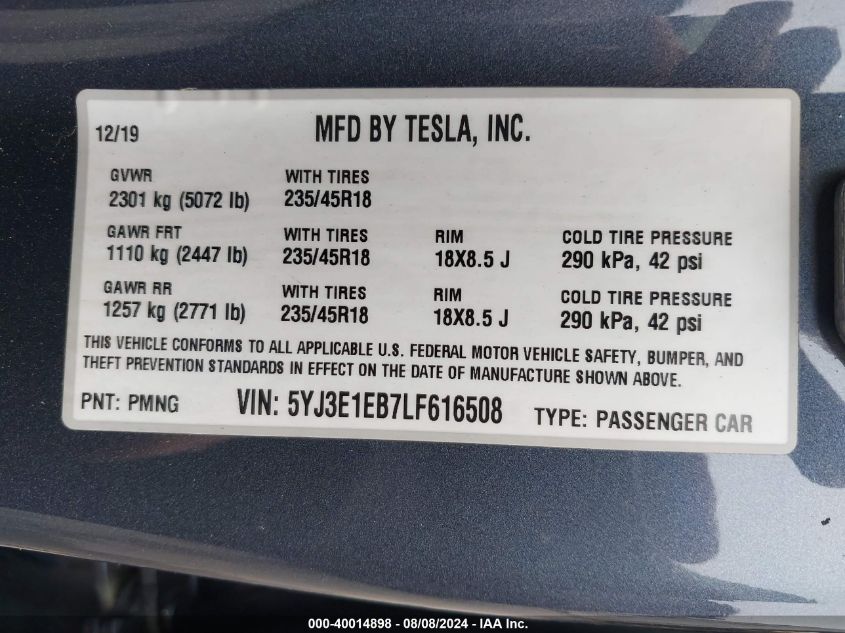 12/19 MFD BY TESLA, INC.
GVWR WITH TIRES
2301 kg (5072 lb) 235/45R18
GAWR FRT WITH TIRES RIM COLD TIRE PRESSURE
1110 kg (2447 lb) 235/45R18 18X8.5 J 290 kPa, 42 psi
GAWR RR WITH TIRES RIM COLD TIRE PRESSURE
1257 kg (2771 lb) 235/45R18 18X8.5 J 290 kPa, 42 psi
THIS VEHICLE CONFORMS TO ALL APPLICABLE U.S. FEDERAL MOTOR VEHICLE SAFETY, BUMPER, AND
THEFT PREVENTION STANDARDS IN EFFECT ON THE DATE OF MANUFACTURE SHOWN ABOVE.
PNT: PMNG VIN: 5YJ3E1EB7LF616508 TYPE: PASSENGER CAR
000-40014898 - 08/08/2024 - IAA Inc.